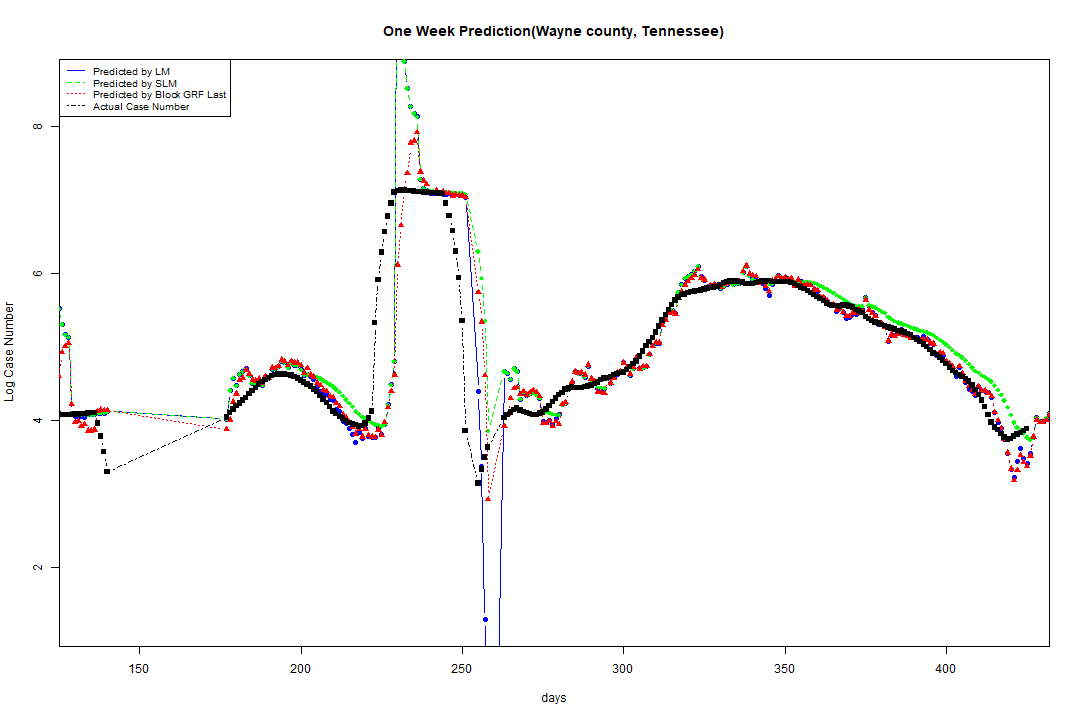 One Week Prediction(Wayne county, Tennessee)
Predicted by LM
Predicted by SLM
Predicted by Block GRF Last
Actual Case Number
8
6
4
2
Log Case Number
150 200 250 300 350 400
days